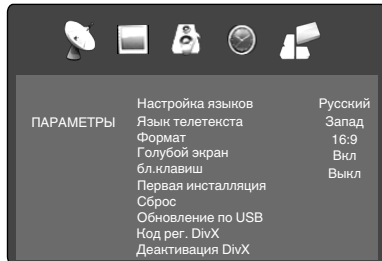 Настройка языков Русский
ПАРАМЕТРЫ Язык телетекста Запад
Формат 16:9
Голубой экран Вкл
бл.клавиш Выкл
Первая инсталляция
Сброс
Обновление по USB
Код рег. DivX
Деактивация DivX